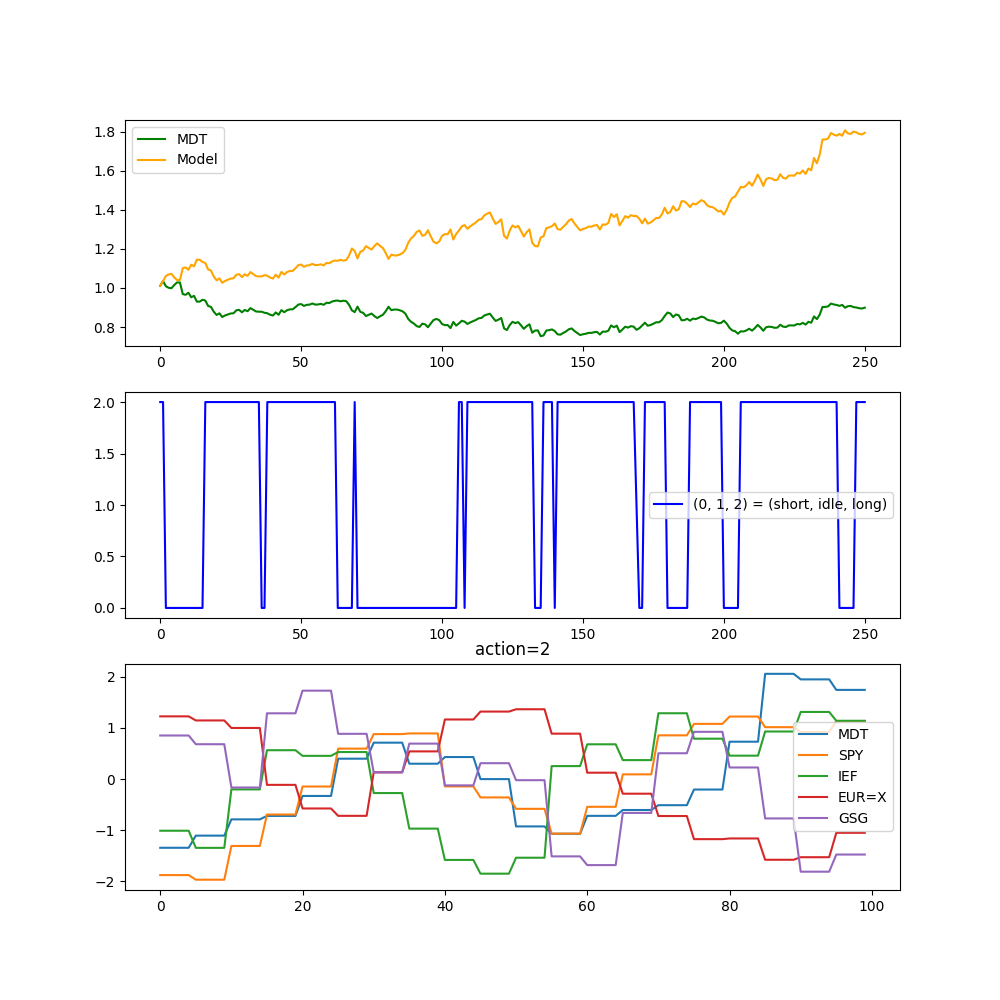 1.8
1.6
1.4
1.2
1.0
0.8
MDT
Model
0 50 100 150 200 250
2.0
1.5
1.0
0.5
0.0
(0, 1, 2) = (short, idle, long)
0 50 100 150 200 250
action=2
2
1
0
−1
−2
MDT
SPY
IEF
EUR=X
GSG
0 20 40 60 80 100